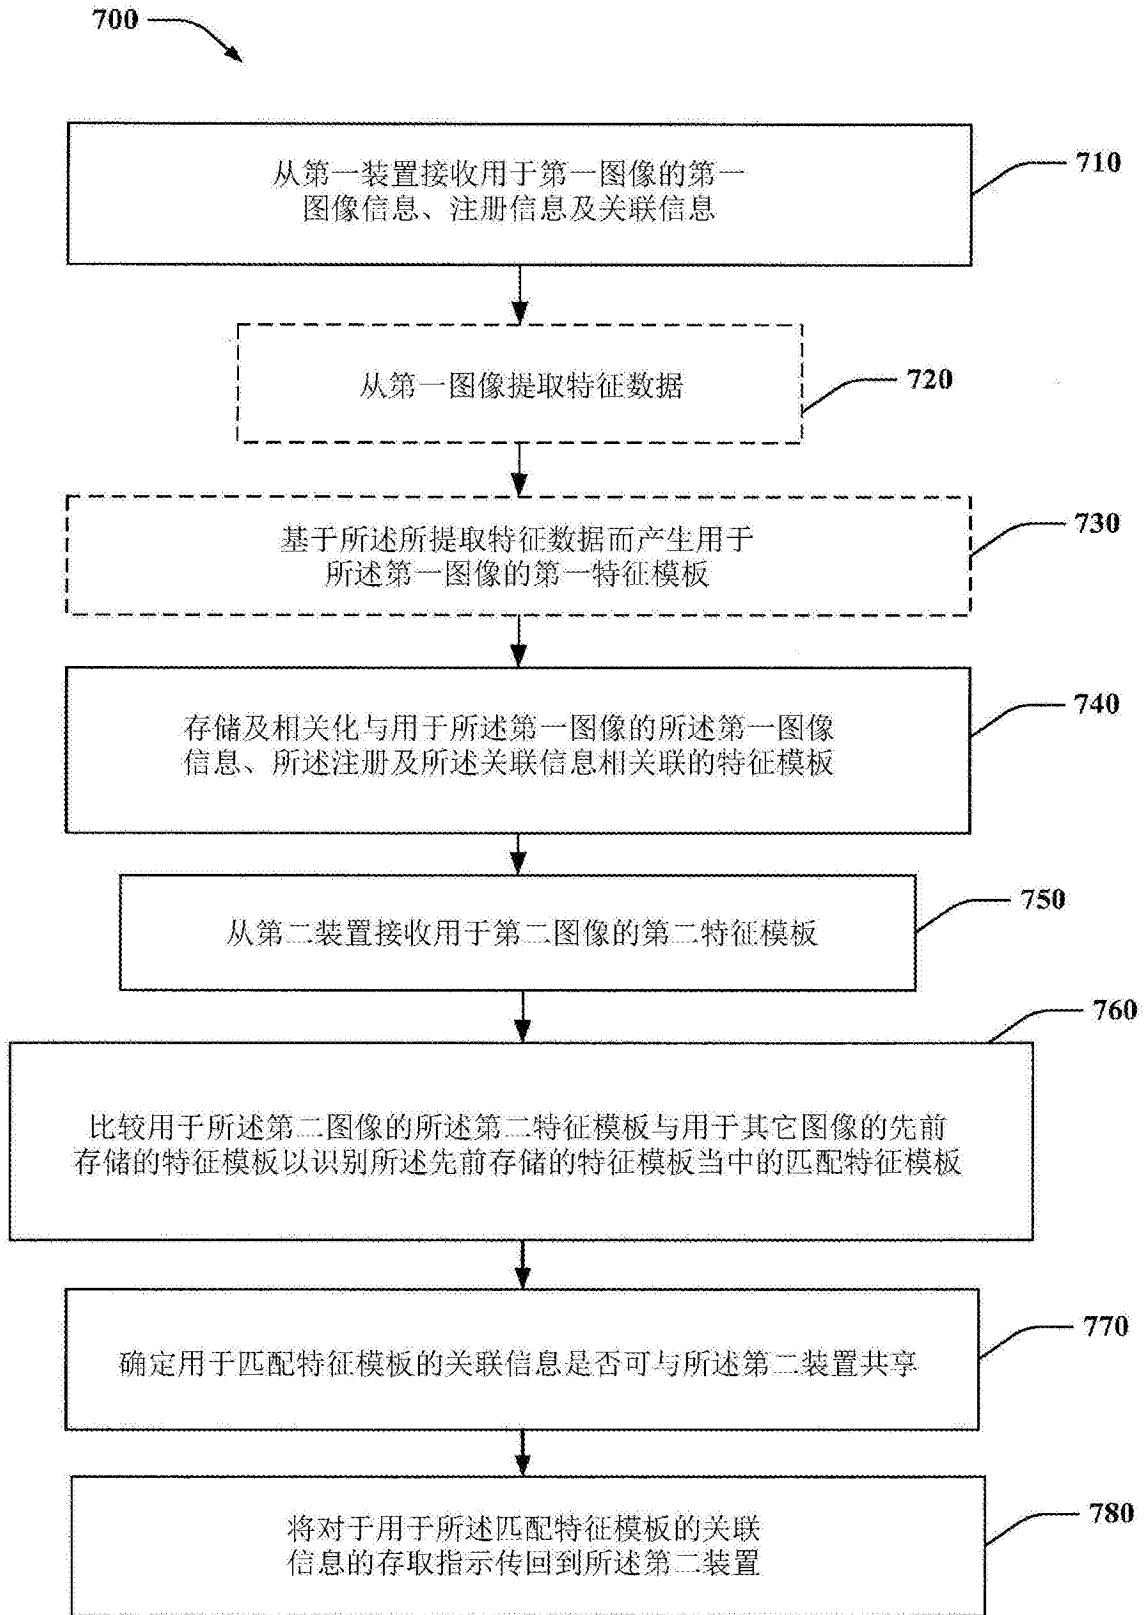 700
从第一装置接收用于第一图像的第一
图像信息、注册信息及关联信息
710
从第一图像提取特征数据
720
基于所述所提取特征数据而产生用于
所述第一图像的第一特征模板
730
存储及相关化与用于所述第一图像的所述第一图像
信息、所述注册及所述关联信息相关联的特征模板
740
从第二装置接收用于第二图像的第二特征模板
750
比较用于所述第二图像的所述第二特征模板与用于其它图像的先前
存储的特征模板以识别所述先前存储的特征模板当中的匹配特征模板
760
确定用于匹配特征模板的关联信息是否可与所述第二装置共享
770
将对于用于所述匹配特征模板的关联
信息的存取指示传回到所述第二装置
780